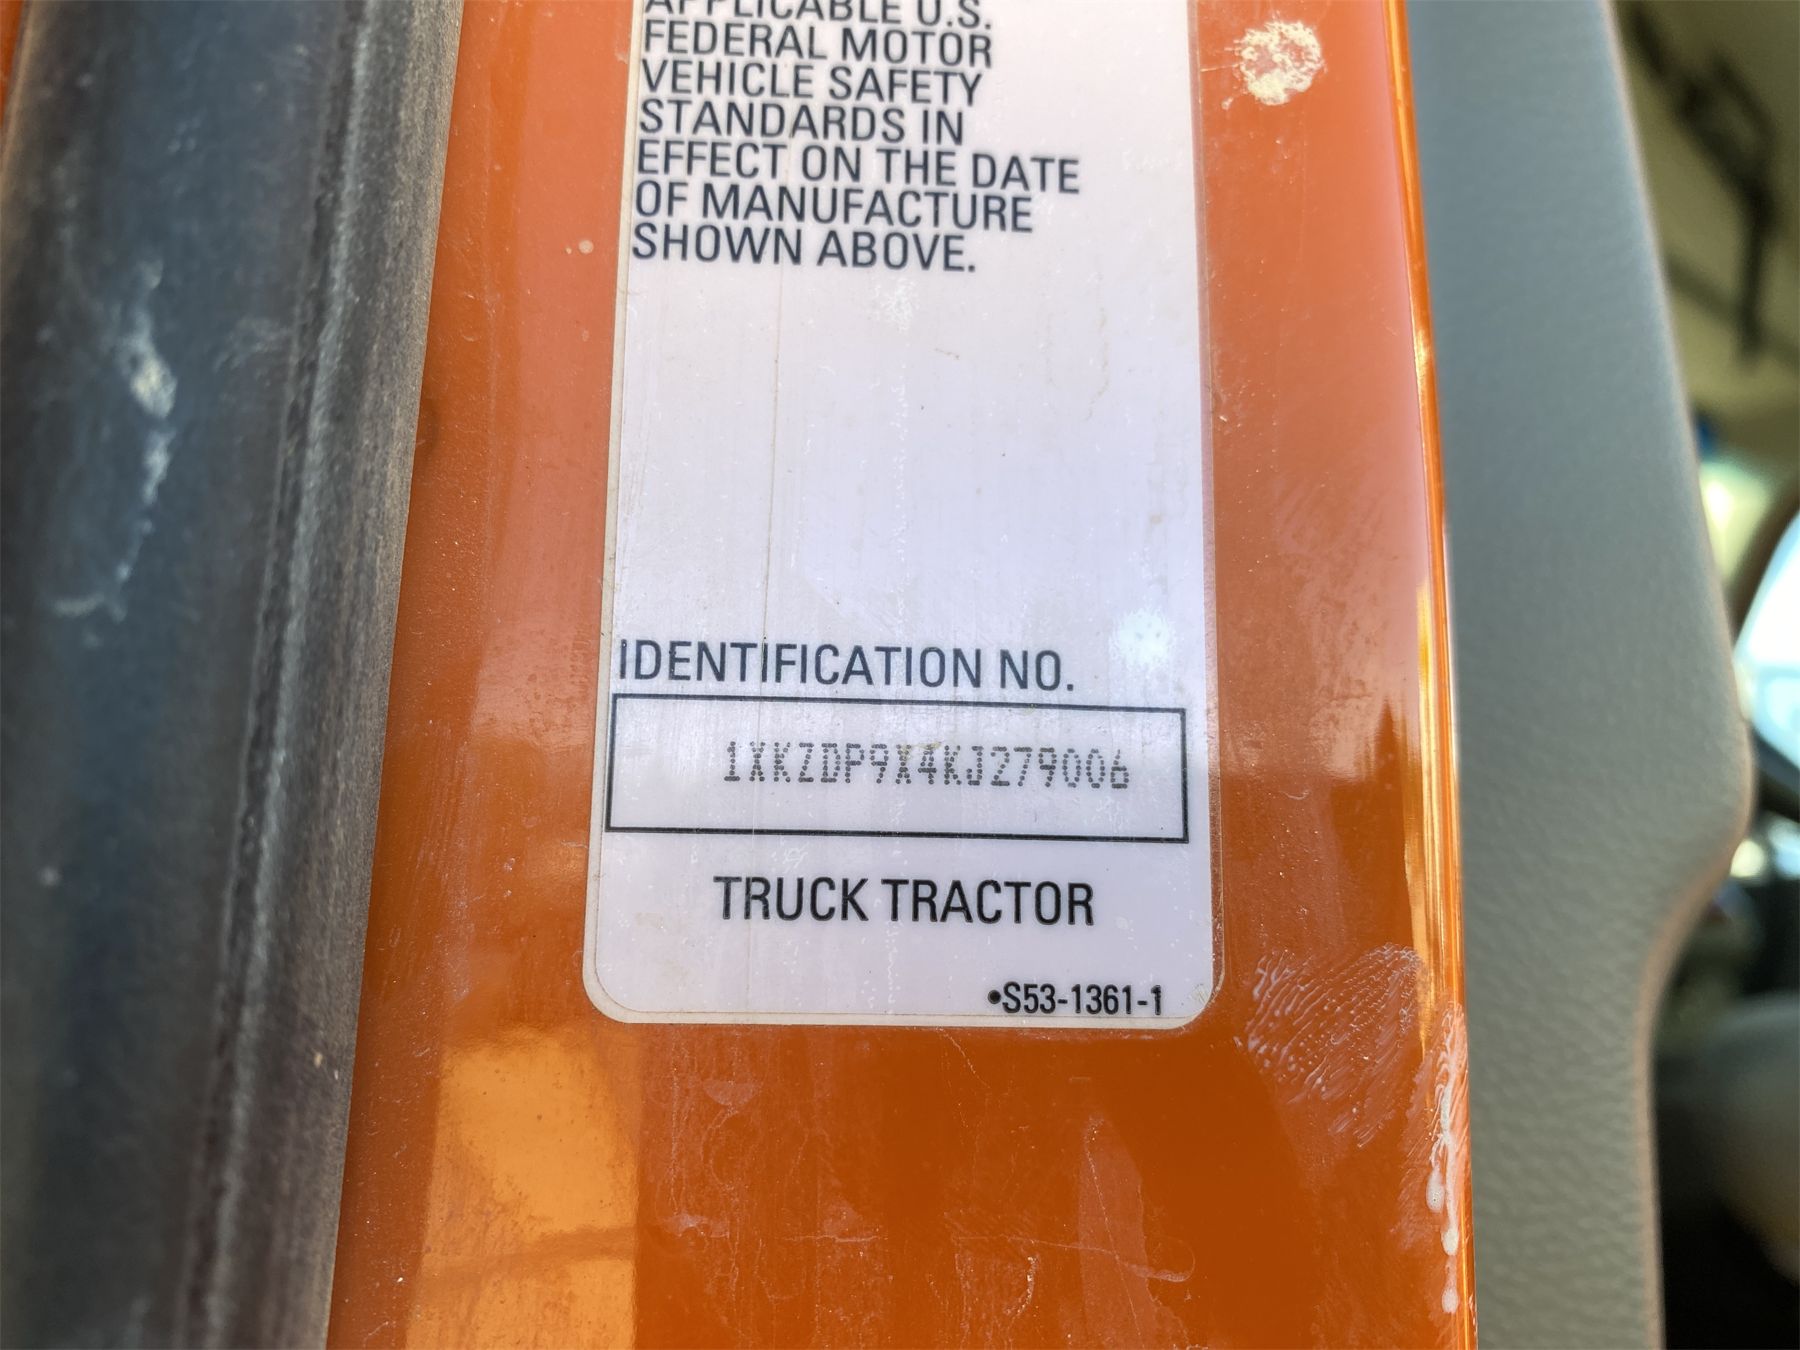 APPLICABLE U.S.
FEDERAL MOTOR
VEHICLE SAFETY
STANDARDS IN
EFFECT ON THE DATE
OF MANUFACTURE
SHOWN ABOVE.
IDENTIFICATION NO.
1XKZDP9X4KJ279006
TRUCK TRACTOR
•S53-1361-1